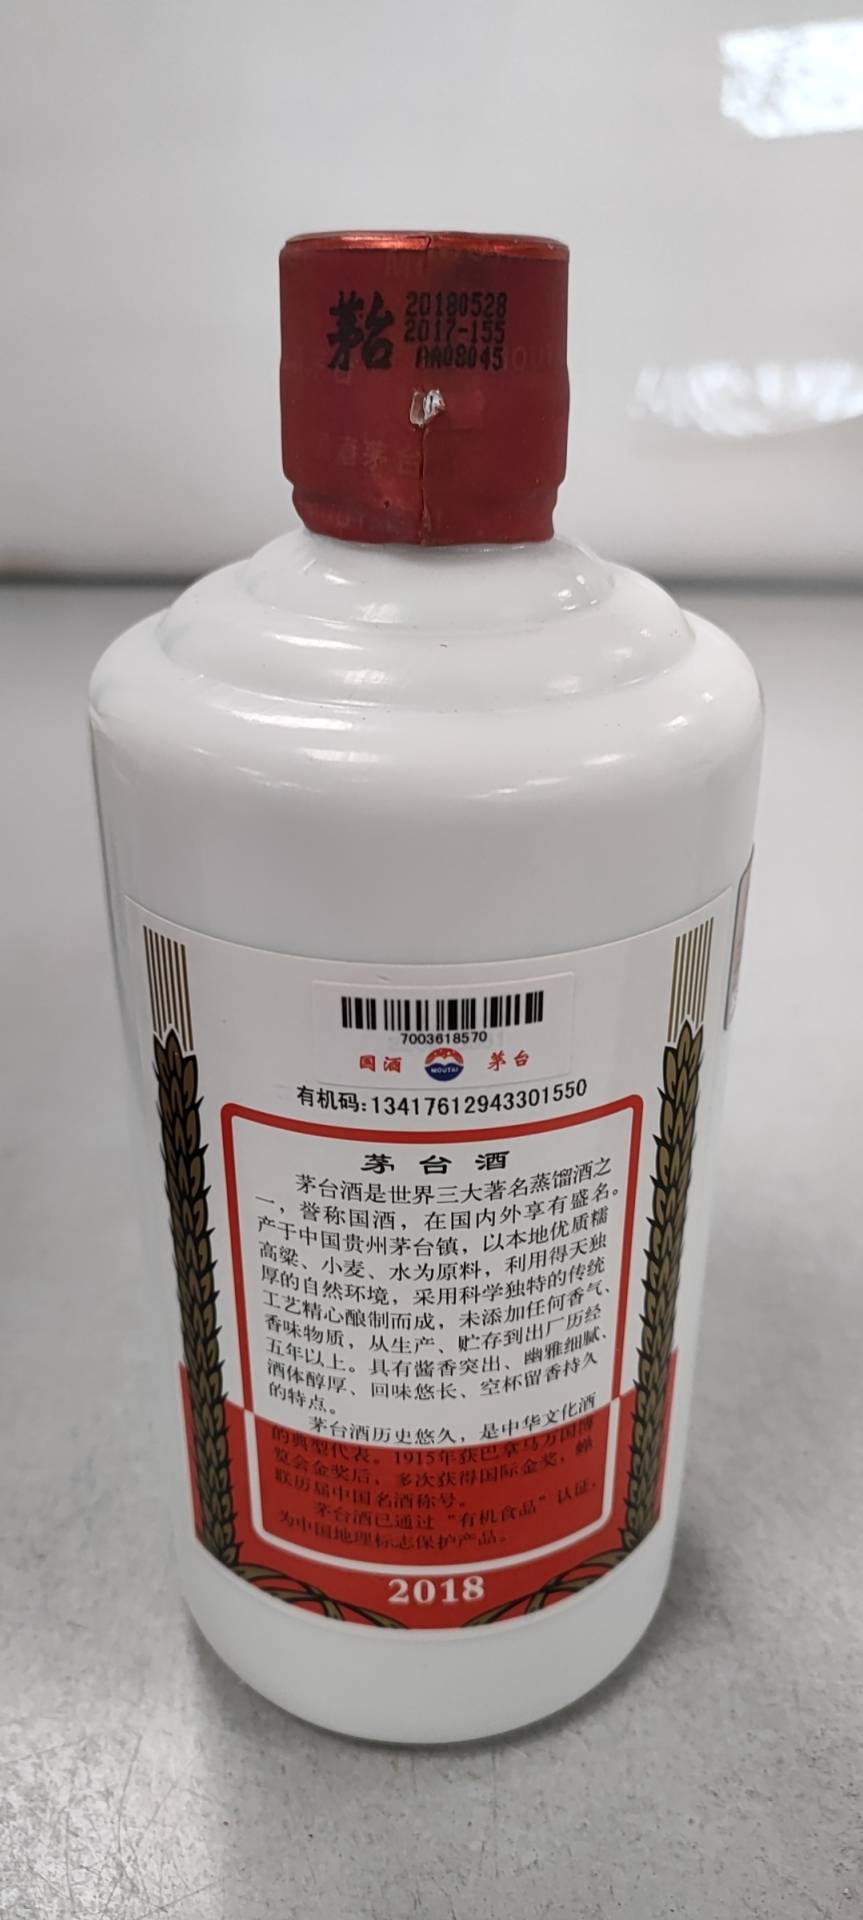 茅台
20180528
2017-155
AA08045
酒茅台
7003618570
国酒 MOUTAI 茅台
有机码:13417612943301550
茅台酒
茅台酒是世界三大著名蒸馏酒之
一，誉称国酒，在国内外享有盛名。
产于中国贵州茅台镇，以本地优质糯
高粱、小麦、水为原料，利用得天独
厚的自然环境，采用科学独特的传统
工艺精心酿制而成，未添加任何香气、
香味物质，从生产、贮存到出厂历经
五年以上。具有酱香突出、幽雅细腻、
酒体醇厚、回味悠长、空杯留香持久
的特点。
茅台酒历史悠久，是中华文化酒
的典型代表。1915年获巴拿马万国博
览会金奖后，多次获得国际金奖，蝉
联历届中国名酒称号。
茅台酒已通过“有机食品”认证，
为中国地理标志保护产品。
2018